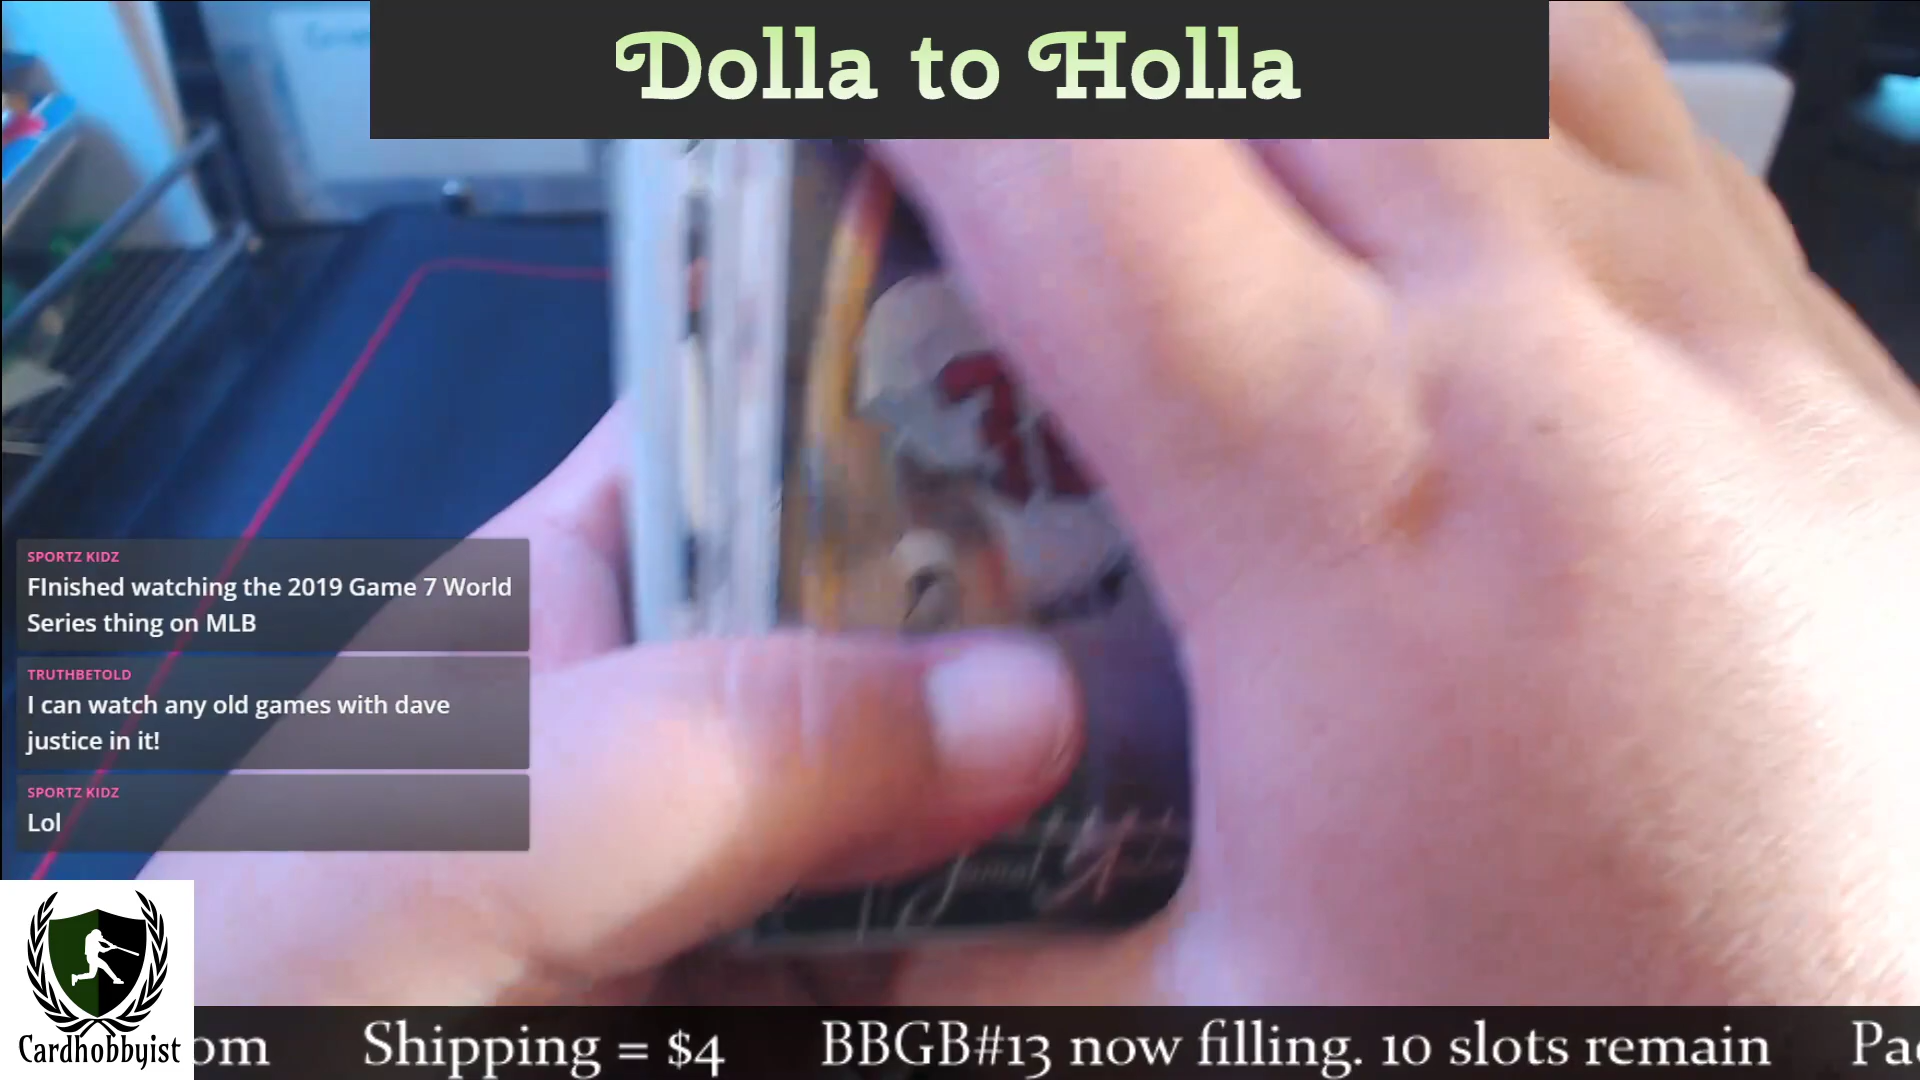 Dolla to Holla
SPORTZ KIDZ
FInished watching the 2019 Game 7 World
Series thing on MLB
TRUTHBETOLD
I can watch any old games with dave
justice in it!
SPORTZ KIDZ
Lol
Cardhobbyist
om Shipping = $4 BBGB#13 now filling. 10 slots remain Pa